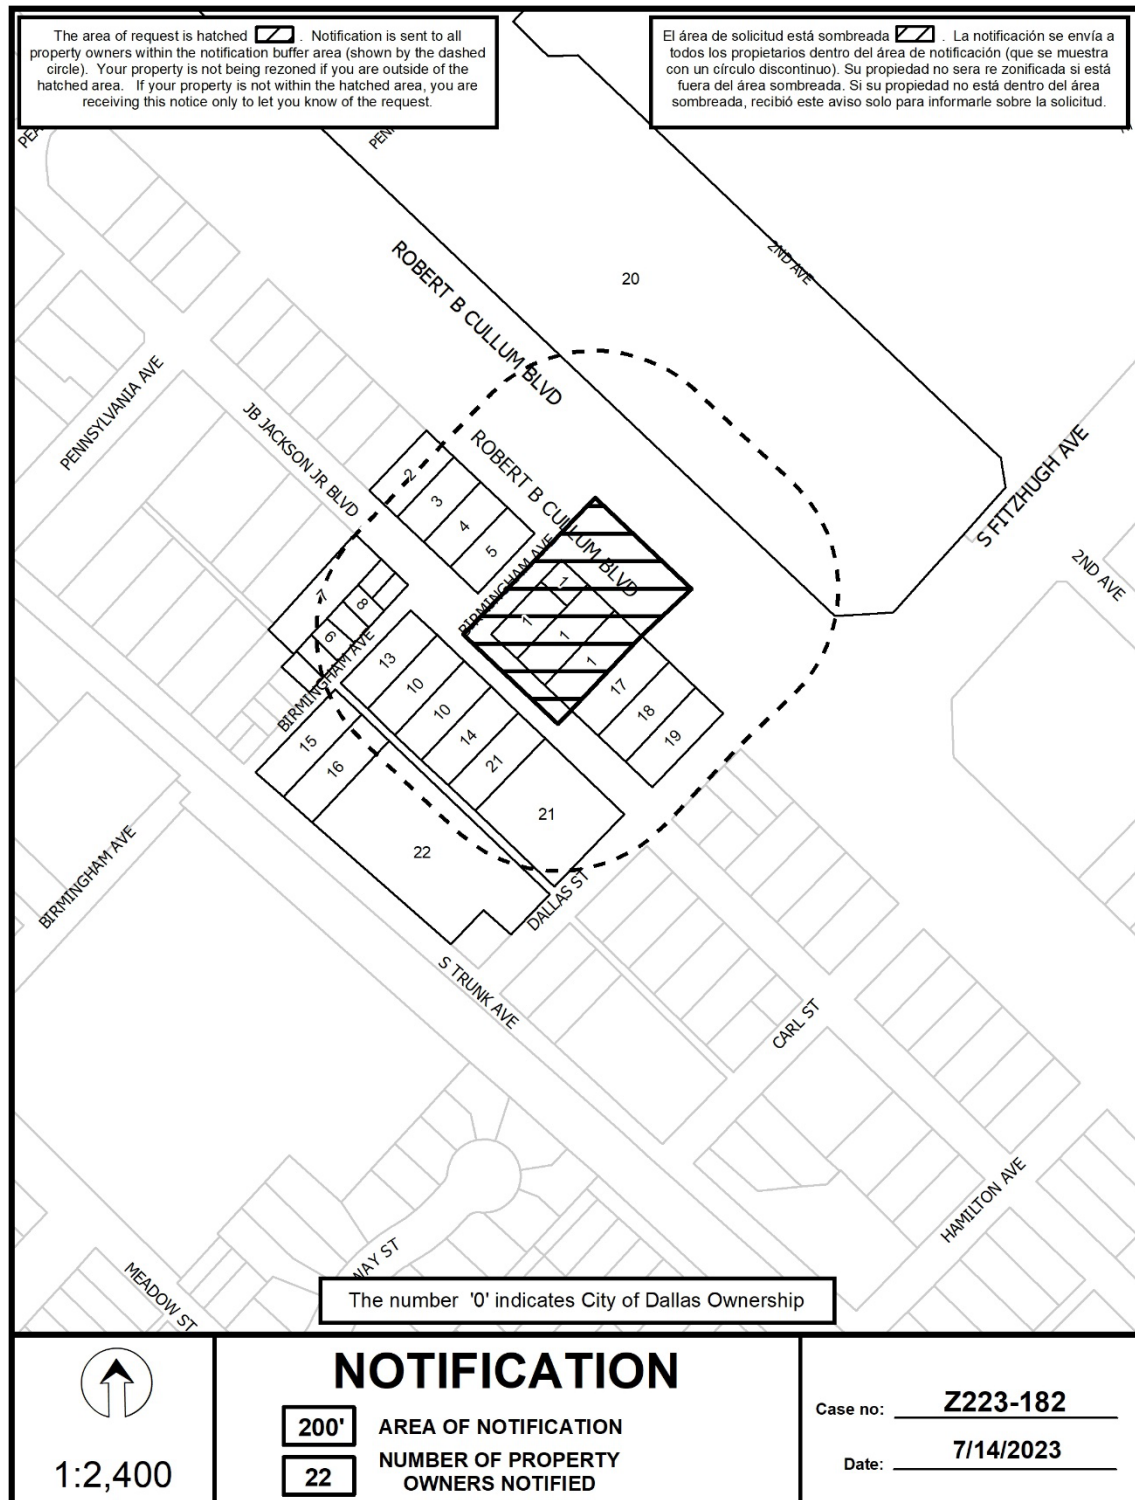 The area of request is hatched . Notification is sent to all
property owners within the notification buffer area (shown by the dashed
circle). Your property is not being rezoned if you are outside of the
hatched area. If your property is not within the hatched area, you are
receiving this notice only to let you know of the request.
El área de solicitud está sombreada . La notificación se envía a
todos los propietarios dentro del área de notificación (que se muestra
con un círculo discontinuo). Su propiedad no sera re zonificada si está
fuera del área sombreada. Si su propiedad no está dentro del área
sombreada, recibió este aviso solo para informarle sobre la solicitud.
ROBERT B CULLUM BLVD
2ND AVE
20
PENNSYLVANIA AVE
JB JACKSON JR BLVD
ROBERT B CULLUM BLVD
S FITZHUGH AVE
2ND AVE
2
3
4
5
BIRMINGHAM AVE
1
1
1
1
7
8
6
BIRMINGHAM AVE
13
10
10
14
21
21
17
18
19
15
16
22
BIRMINGHAM AVE
DALLAS ST
S TRUNK AVE
CARL ST
HAMILTON AVE
MEADOW ST
WAY ST
The number '0' indicates City of Dallas Ownership
1:2,400
NOTIFICATION
200' AREA OF NOTIFICATION
22 NUMBER OF PROPERTY
OWNERS NOTIFIED
Case no: Z223-182
Date: 7/14/2023